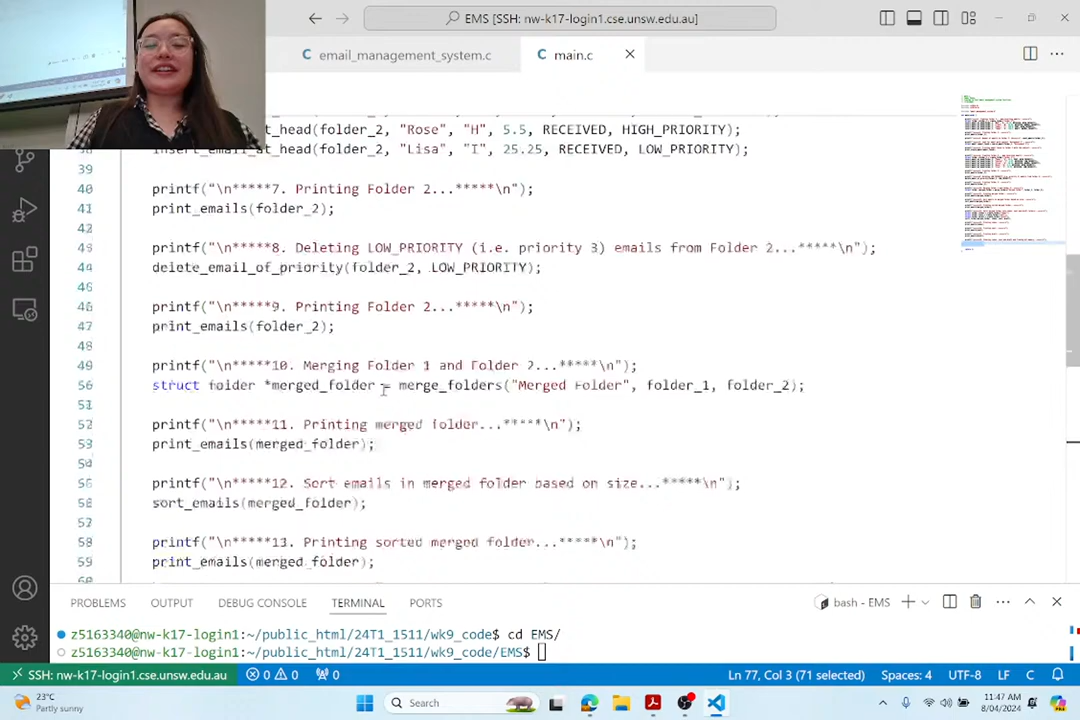 EMS [SSH: nw-k17-login1.cse.unsw.edu.au]
C email_management_system.c
C main.c
t_head(folder_2, "Rose", "H", 5.5, RECEIVED, HIGH_PRIORITY);
insert_email_at_head(folder_2, "Lisa", "I", 25.25, RECEIVED, LOW_PRIORITY);
39
40 printf("\n*****7. Printing Folder 2...*****\n");
41 print_emails(folder_2);
42
43 printf("\n*****8. Deleting LOW_PRIORITY (i.e. priority 3) emails from Folder 2...*****\n");
44 delete_email_of_priority(folder_2, LOW_PRIORITY);
46 printf("\n*****9. Printing Folder 2...*****\n");
47 print_emails(folder_2);
48
49 printf("\n*****10. Merging Folder 1 and Folder 2...*****\n");
struct folder *merged_folder = merge_folders("Merged Folder", folder_1, folder_2);
51
52 printf("\n*****11. Printing merged folder...*****\n");
53 print_emails(merged_folder);
54
printf("\n*****12. Sort emails in merged folder based on size...*****\n");
sort_emails(merged_folder);
57
58 printf("\n*****13. Printing sorted merged folder...*****\n");
59 print_emails(merged_folder);
60
PROBLEMS OUTPUT DEBUG CONSOLE TERMINAL PORTS bash - EMS
z5163340@nw-k17-login1:~/public_html/24T1_1511/wk9_code$ cd EMS/
z5163340@nw-k17-login1:~/public_html/24T1_1511/wk9_code/EMS$
SSH: nw-k17-login1.cse.unsw.edu.au 0 0 0 Ln 77, Col 3 (71 selected) Spaces: 4 UTF-8 LF C
23°C
Partly sunny
Search
11:47 AM
8/04/2024